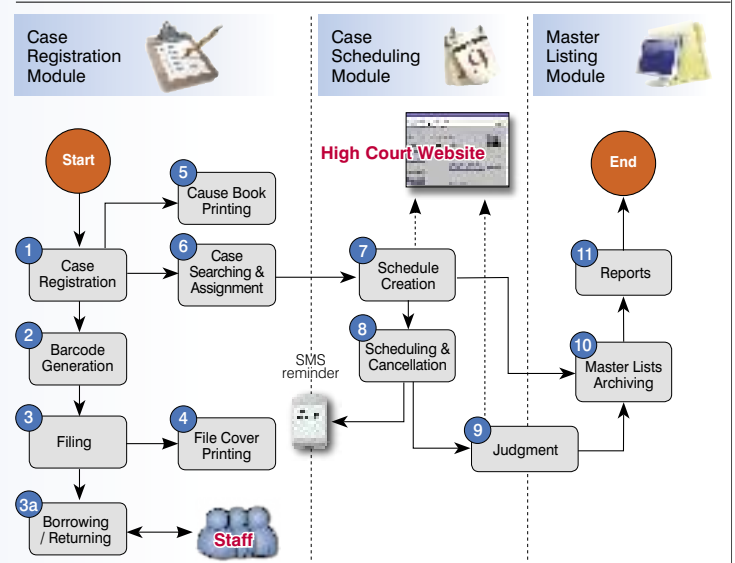 Case
Registration
Module
Case
Scheduling
Module
Master
Listing
Module
9
High Court Website
Start
End
5
Cause Book
Printing
1
Case
Registration
6
Case
Searching &
Assignment
7
Schedule
Creation
11
Reports
2
Barcode
Generation
8
Scheduling &
Cancellation
SMS
reminder
10
Master Lists
Archiving
3
Filing
4
File Cover
Printing
9
Judgment
3a
Borrowing
/ Returning
Staff